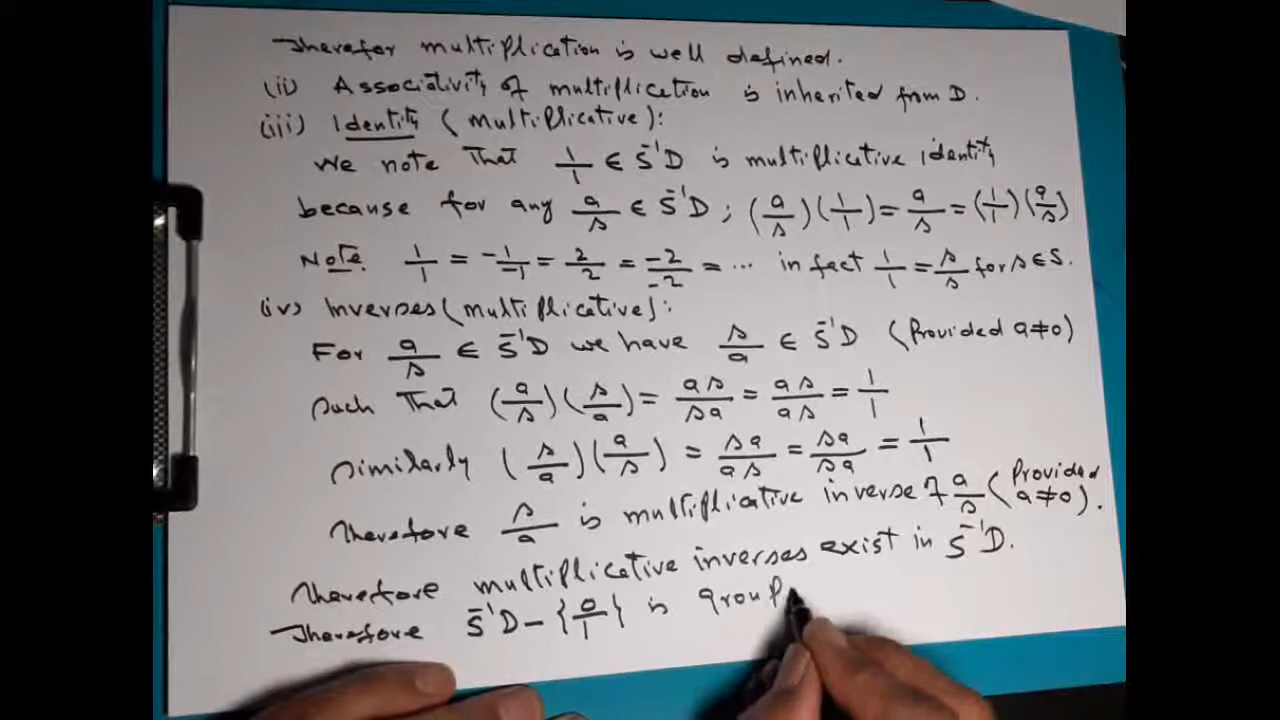 Therefor multiplication is well defined.
(ii) Associativity of multiplication is inherited from D.
(iii) Identity (multiplicative):
We note That 1/1 ∈ S⁻¹D is multiplicative identity
because for any a/s ∈ S⁻¹D ; (a/s)(1/1) = a/s = (1/1)(a/s)
Note. 1/1 = -1/-1 = 2/2 = -2/-2 = ... in fact 1/1 = s/s for s ∈ S.
(iv) Inverses (multiplicative):
For a/s ∈ S⁻¹D we have s/a ∈ S⁻¹D (Provided a≠0)
such That (a/s)(s/a) = as/sa = as/as = 1/1
similarly (s/a)(a/s) = sa/as = sa/sa = 1/1
Therefore s/a is multiplicative inverse of a/s (Provided a≠0).
Therefore multiplicative inverses exist in S⁻¹D.
Therefore S⁻¹D - {0/1} is group